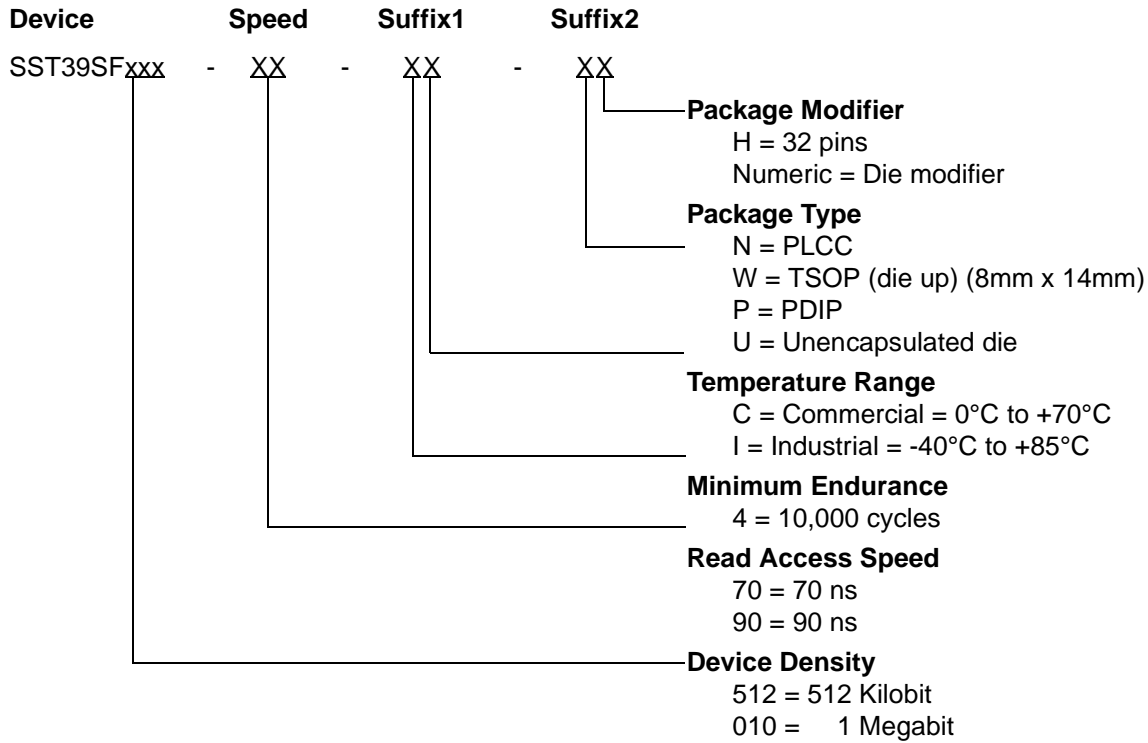 Device Speed Suffix1 Suffix2
SST39SFxxx - XX - XX - XX
Package Modifier
H = 32 pins
Numeric = Die modifier
Package Type
N = PLCC
W = TSOP (die up) (8mm x 14mm)
P = PDIP
U = Unencapsulated die
Temperature Range
C = Commercial = 0°C to +70°C
I = Industrial = -40°C to +85°C
Minimum Endurance
4 = 10,000 cycles
Read Access Speed
70 = 70 ns
90 = 90 ns
Device Density
512 = 512 Kilobit
010 = 1 Megabit